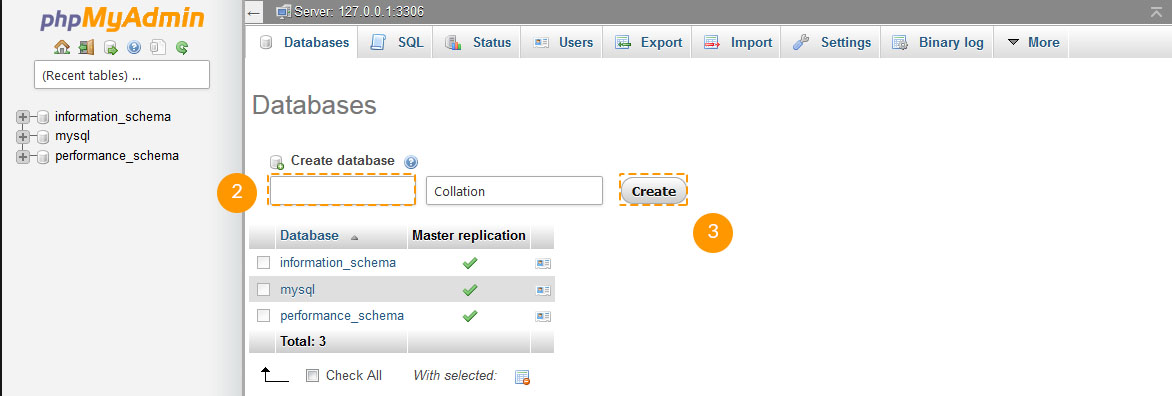 phpMyAdmin
(Recent tables) ...
information_schema
mysql
performance_schema
Server: 127.0.0.1:3306
Databases SQL Status Users Export Import Settings Binary log More
Databases
Create database
2
Collation
Create
3
Database Master replication
information_schema
mysql
performance_schema
Total: 3
Check All With selected: